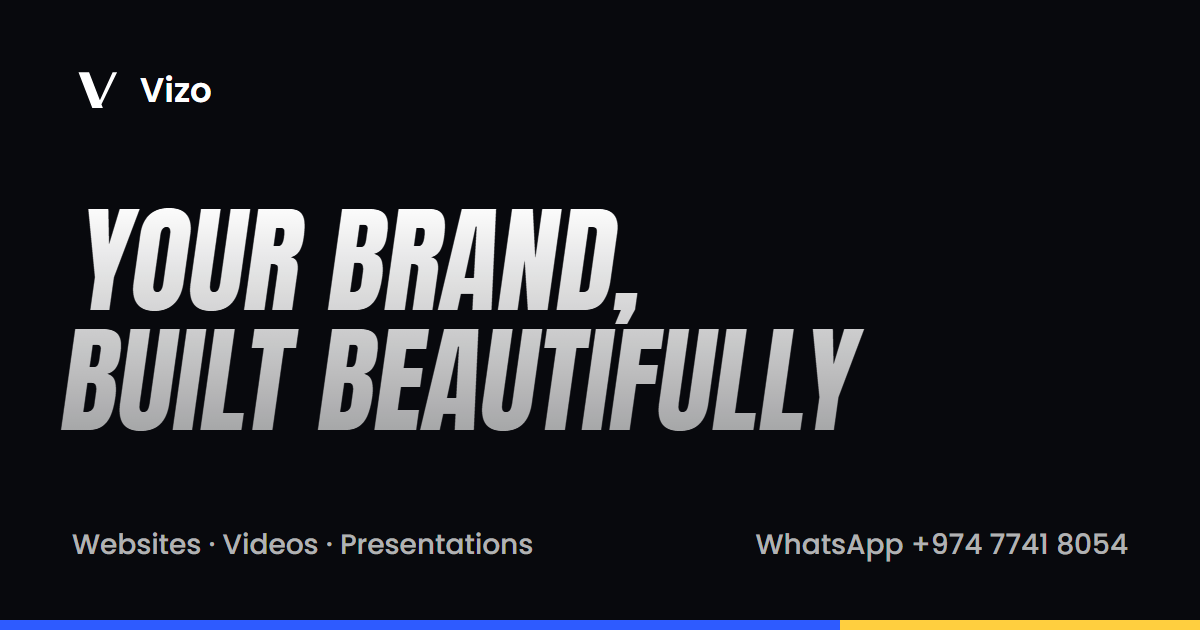 Vizo
YOUR BRAND,
BUILT BEAUTIFULLY
Websites · Videos · Presentations
WhatsApp +974 7741 8054